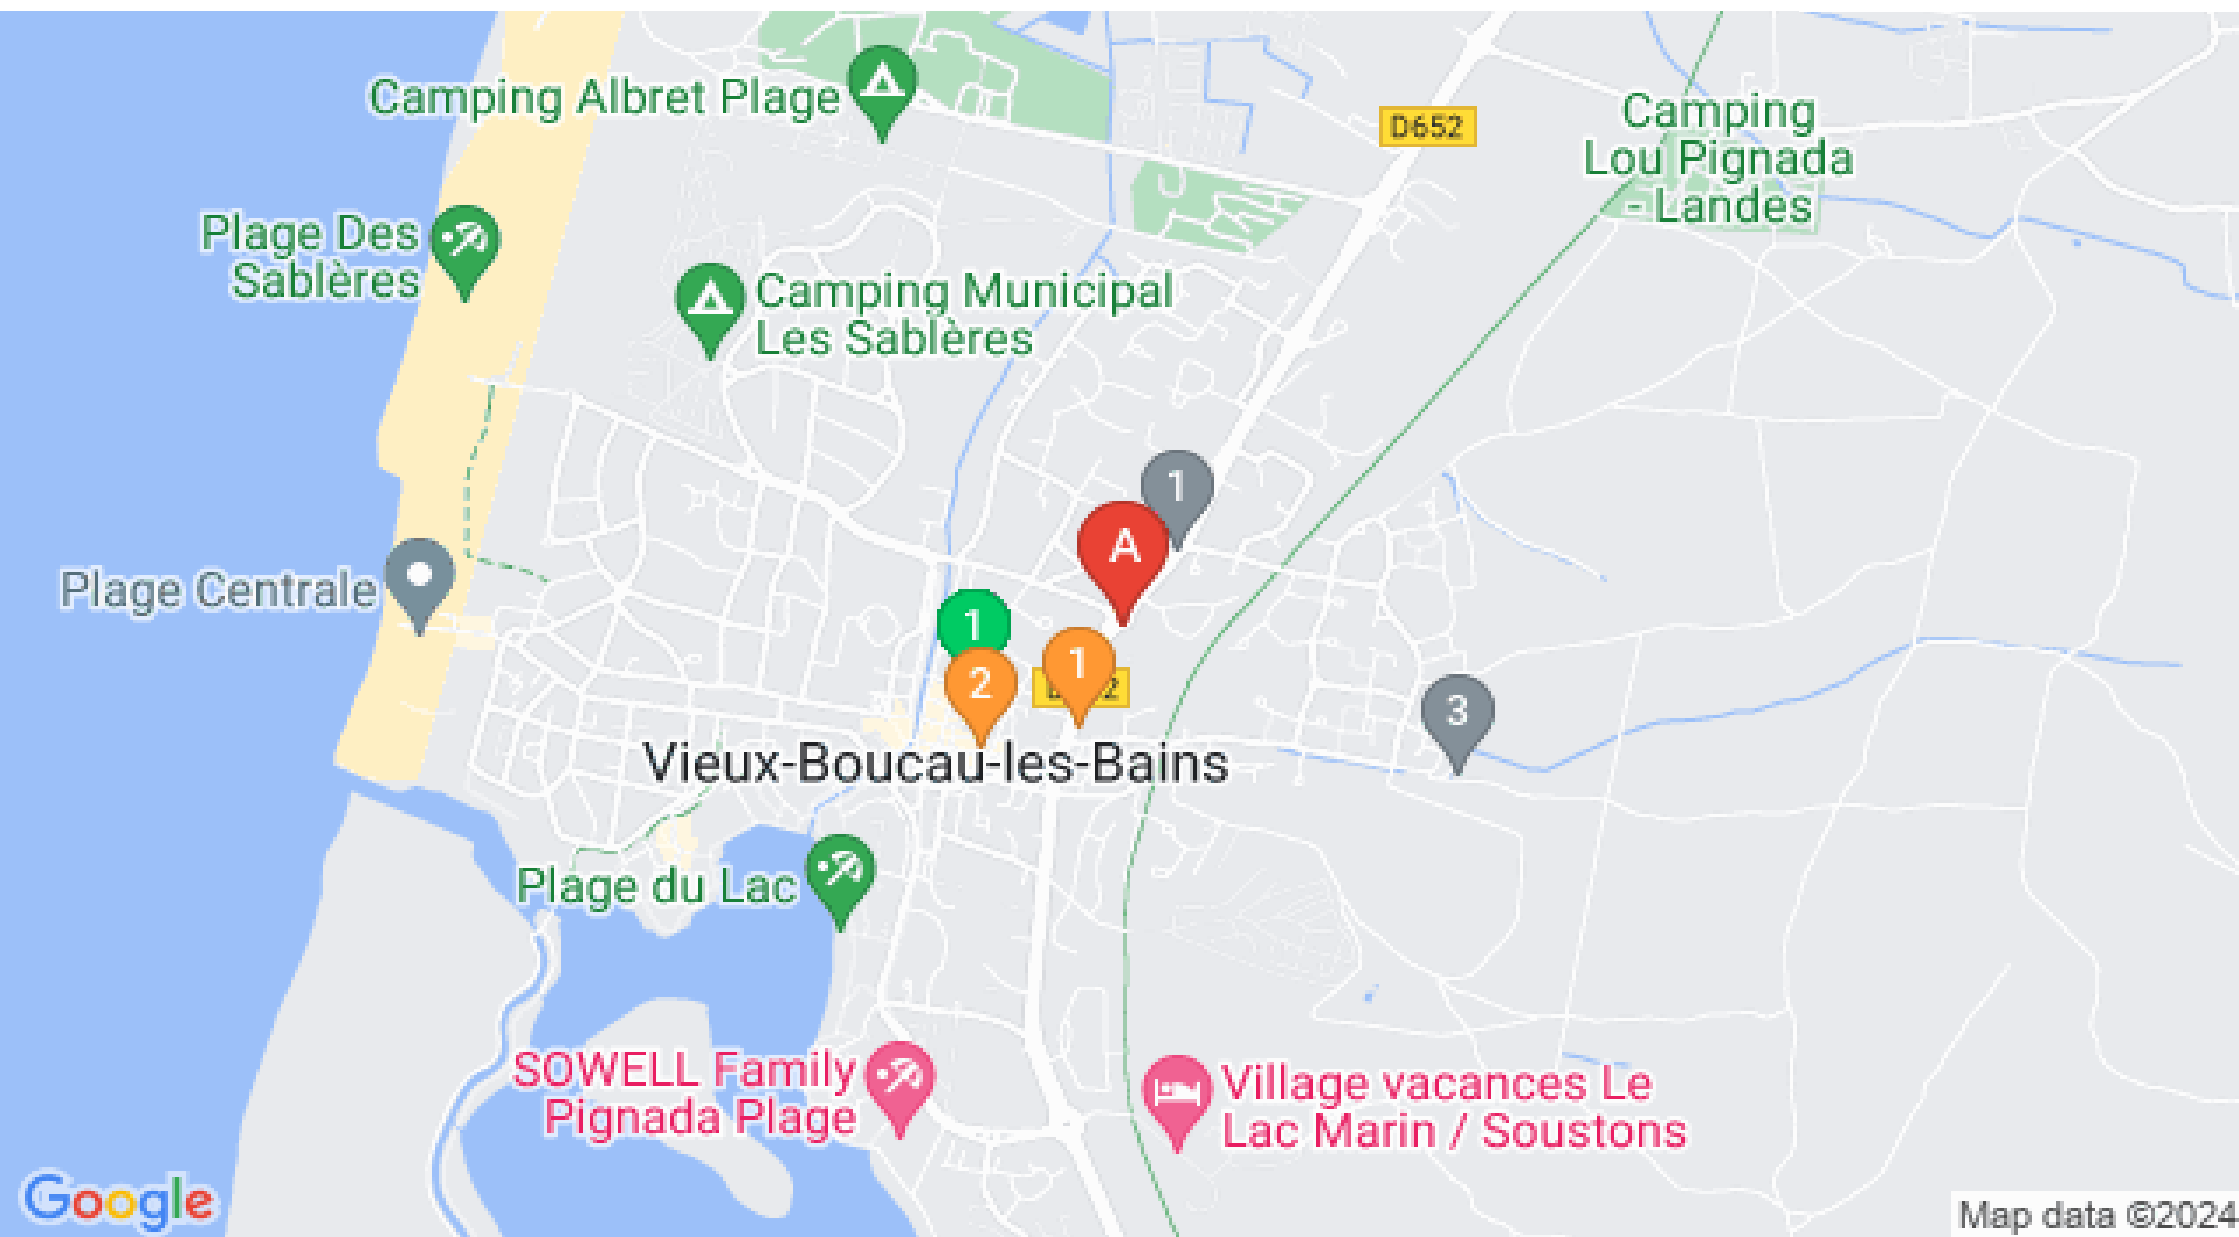 Camping Albret Plage
D652
Camping
Lou Pignada
- Landes
Plage Des
Sablères
Camping Municipal
Les Sablères
1
A
Plage Centrale
1
1
2
3
Vieux-Boucau-les-Bains
Plage du Lac
SOWELL Family
Pignada Plage
Village vacances Le
Lac Marin / Soustons
Google
Map data ©2024